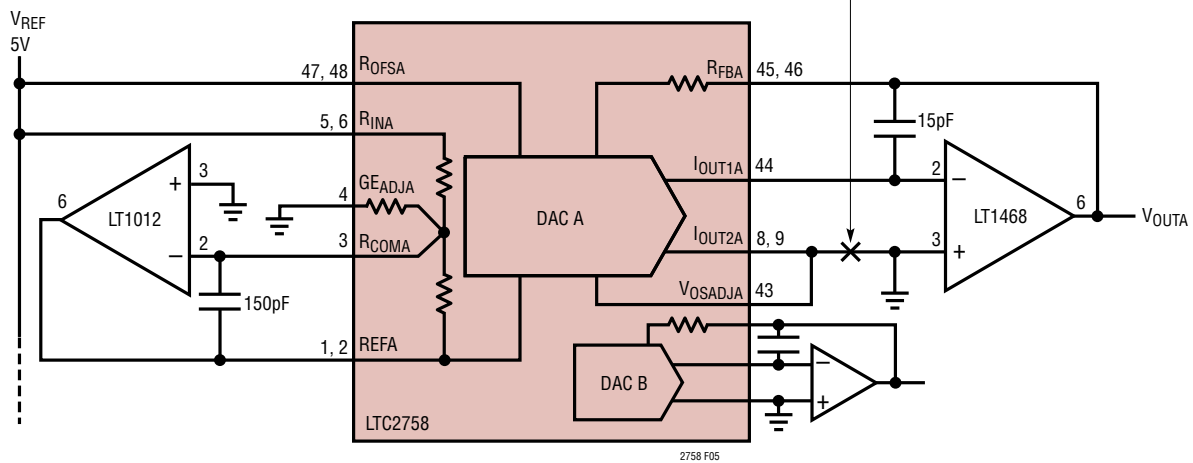 VREF
5V
47, 48
ROFSA
RFBA
45, 46
5, 6
RINA
15pF
6
3
+
4
GEADJA
IOUT1A
44
2
−
LT1012
DAC A
LT1468
6
VOUTA
2
−
3
RCOMA
IOUT2A
8, 9
3
+
150pF
VOSADJA
43
1, 2
REFA
DAC B
−
+
LTC2758
2758 F05